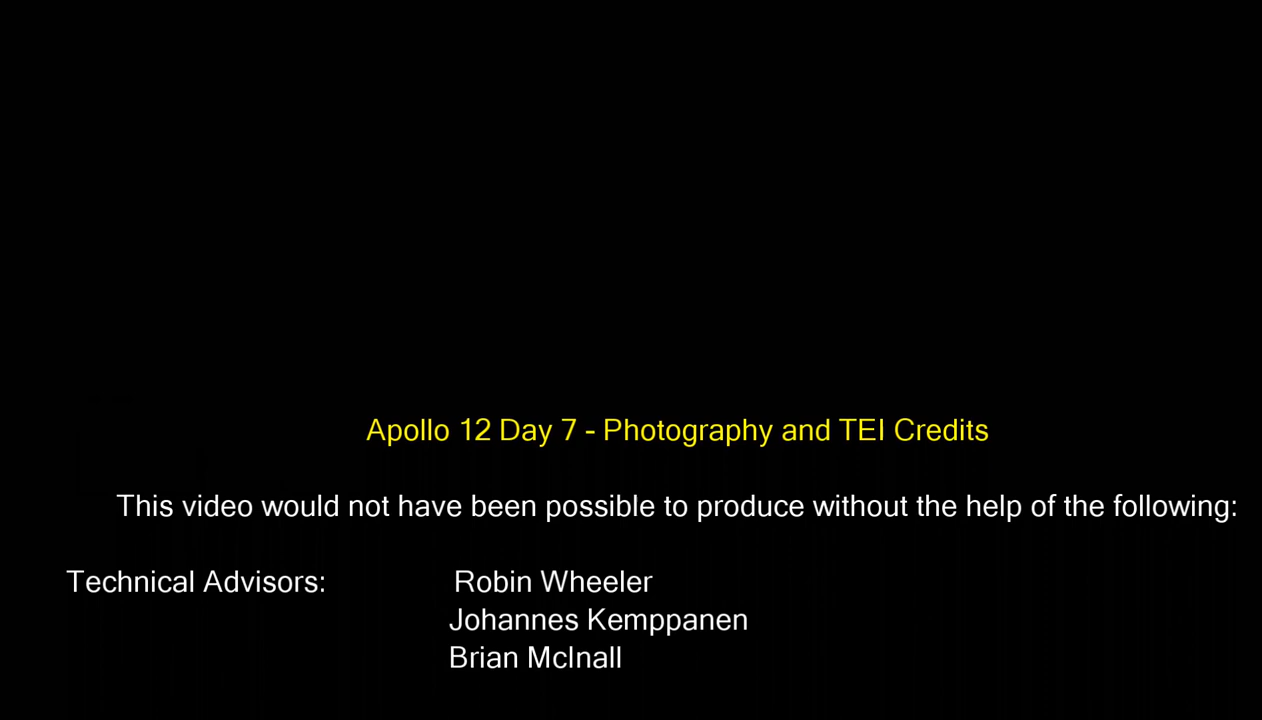 Apollo 12 Day 7 - Photography and TEI Credits
This video would not have been possible to produce without the help of the following:
Technical Advisors: Robin Wheeler
Johannes Kemppanen
Brian McInall